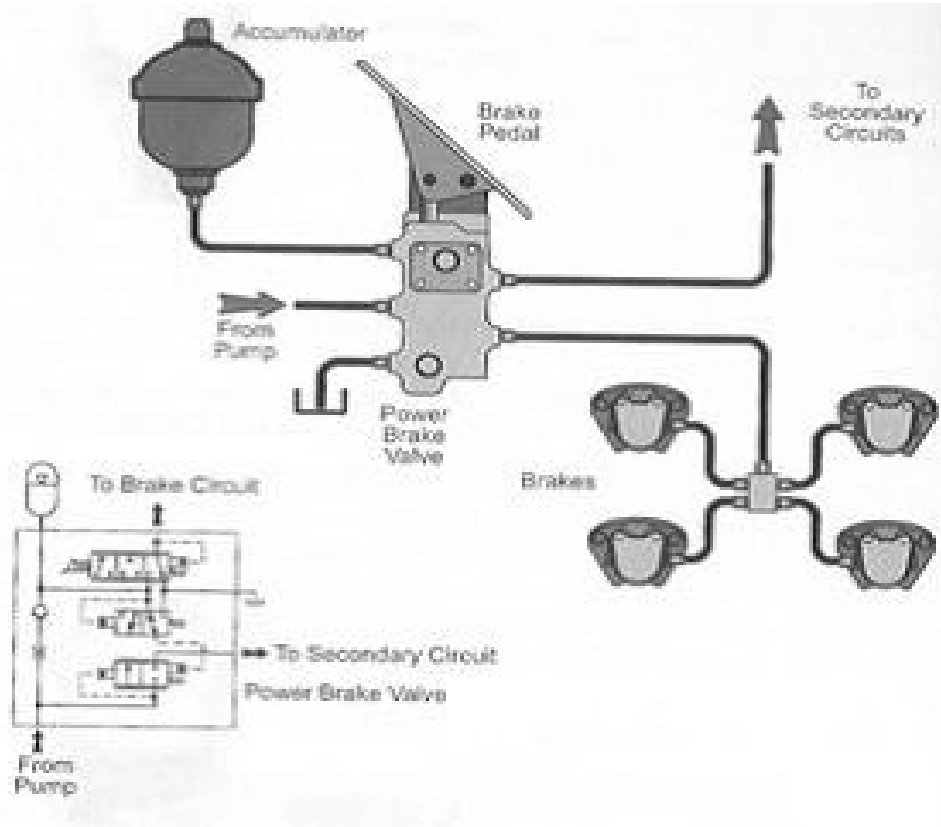 Accumulator
Brake
Pedal
To
Secondary
Circuits
From
Pump
Power
Brake
Valve
Brakes
To Brake Circuit
To Secondary Circuit
Power Brake Valve
From
Pump